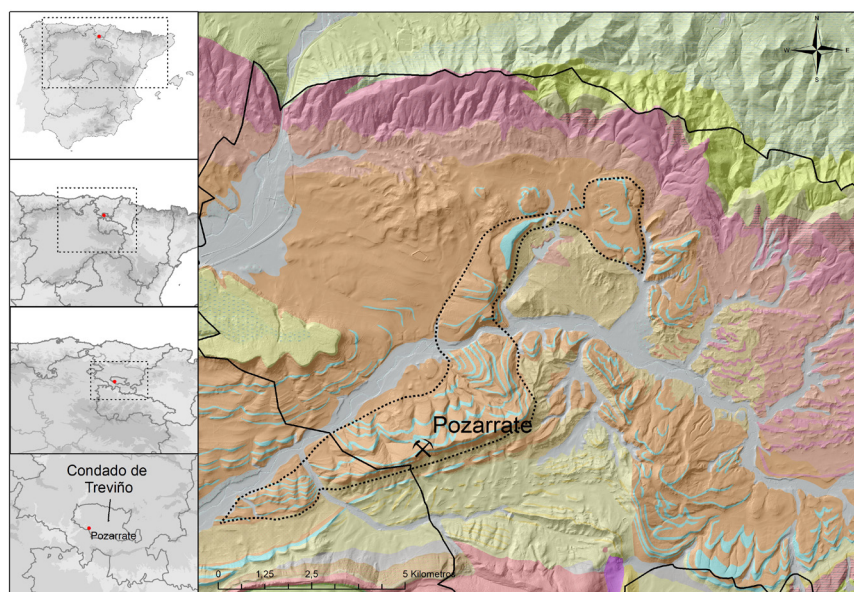 Condado de
Treviño
Pozarrate
N
W
E
S
Pozarrate
0
1,25
2,5
5 Kilometros